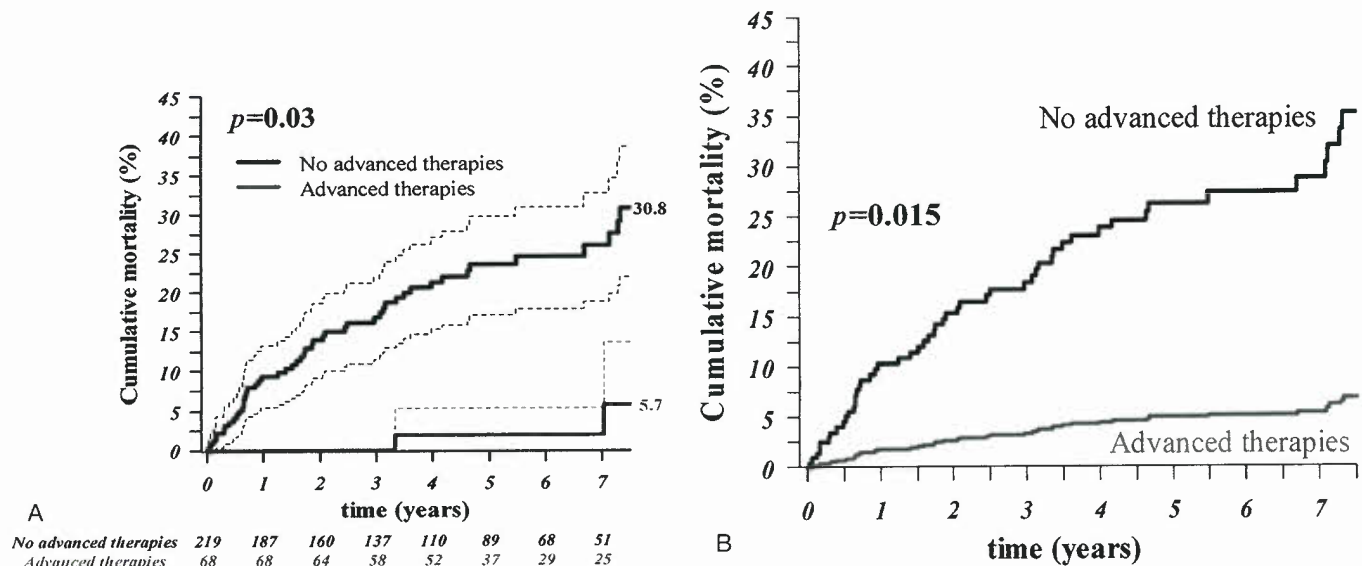 45
40
35
30
25
20
15
10
5
0
Cumulative mortality (%)
p=0.03
No advanced therapies
Advanced therapies
30.8
5.7
0 1 2 3 4 5 6 7
time (years)
A
No advanced therapies 219 187 160 137 110 89 68 51
Advanced therapies 68 68 64 58 52 37 29 25
45
40
35
30
25
20
15
10
5
0
Cumulative mortality (%)
No advanced therapies
p=0.015
Advanced therapies
0 1 2 3 4 5 6 7
time (years)
B